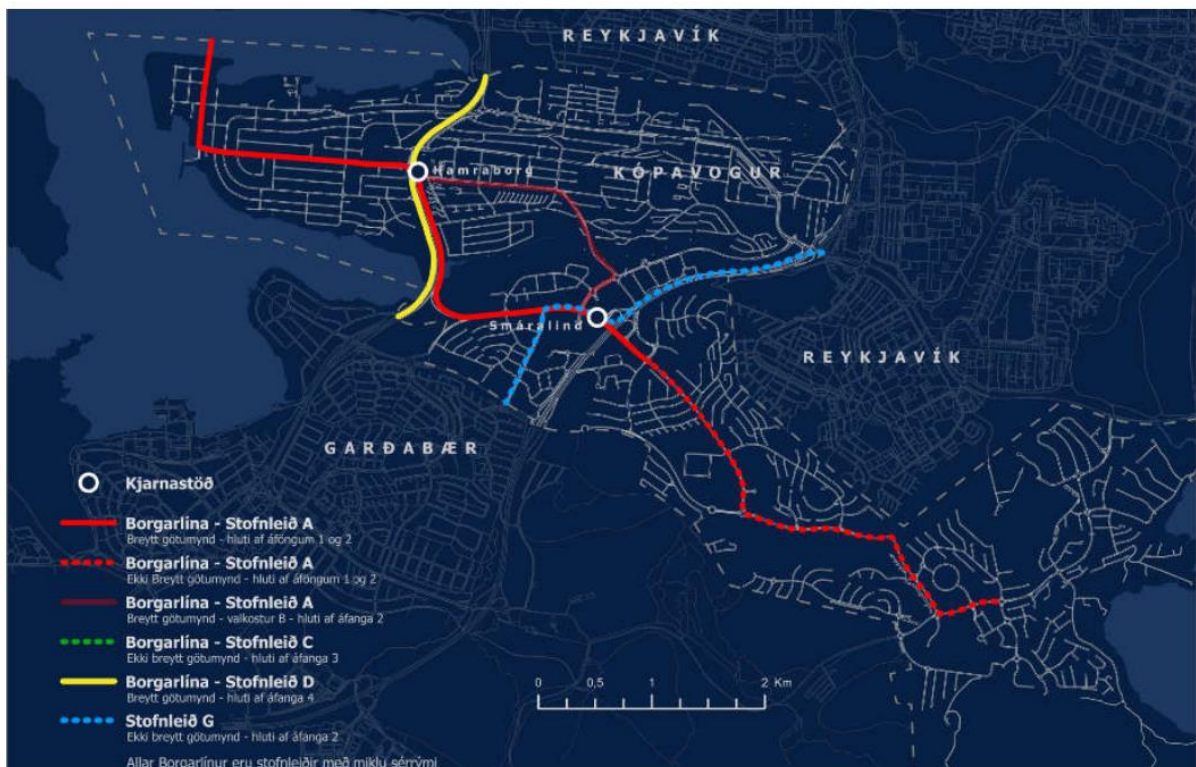 REYKJAVÍK
Hamraborg
KÓPAVOGUR
Smáralind
REYKJAVÍK
GARÐABÆR
Kjarnastöð
Borgarlína - Stofnleið A
Breytt götumynd - hluti af áföngum 1 og 2
Borgarlína - Stofnleið A
Ekki Breytt götumynd - hluti af áföngum 1 og 2
Borgarlína - Stofnleið A
Breytt götumynd - valkostur B - hluti af áfanga 2
Borgarlína - Stofnleið C
Ekki breytt götumynd - hluti af áfanga 3
Borgarlína - Stofnleið D
Breytt götumynd - hluti af áfanga 4
Stofnleið G
Ekki breytt götumynd - hluti af áfanga 2
Allar Borgarlínur eru stofnleiðir með miklu sérrými
0 0,5 1 2 Km